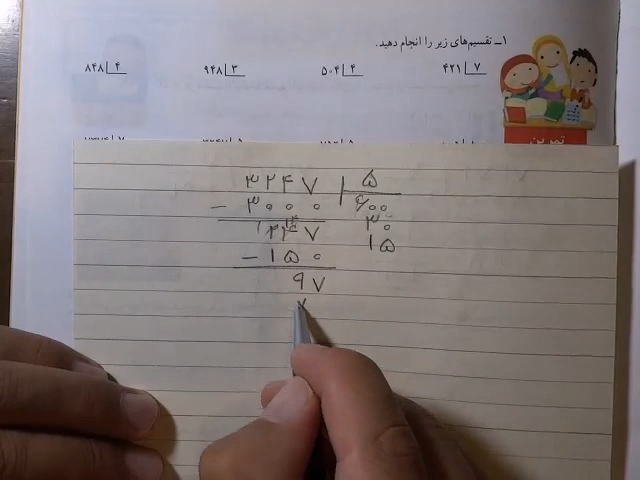 ۱ـ تقسیم‌های زیر را انجام دهید.
۴۲۱ ۷
۵۰۴ ۴
۹۴۸ ۳
۸۴۸ ۴
تمرین
۳۲۴۷ ۵
− ۳۰۰۰ ۶۰۰
۳۰
۲۴۷
− ۱۵۰ ۱۵
۹۷